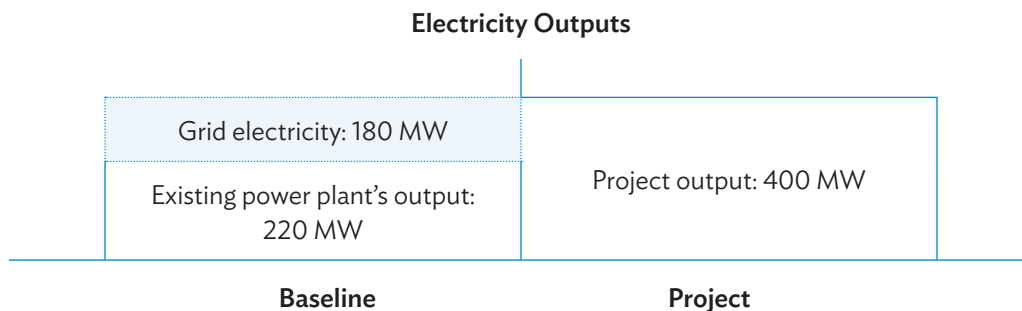 Electricity Outputs
Grid electricity: 180 MW
Existing power plant’s output:
220 MW
Project output: 400 MW
Baseline
Project